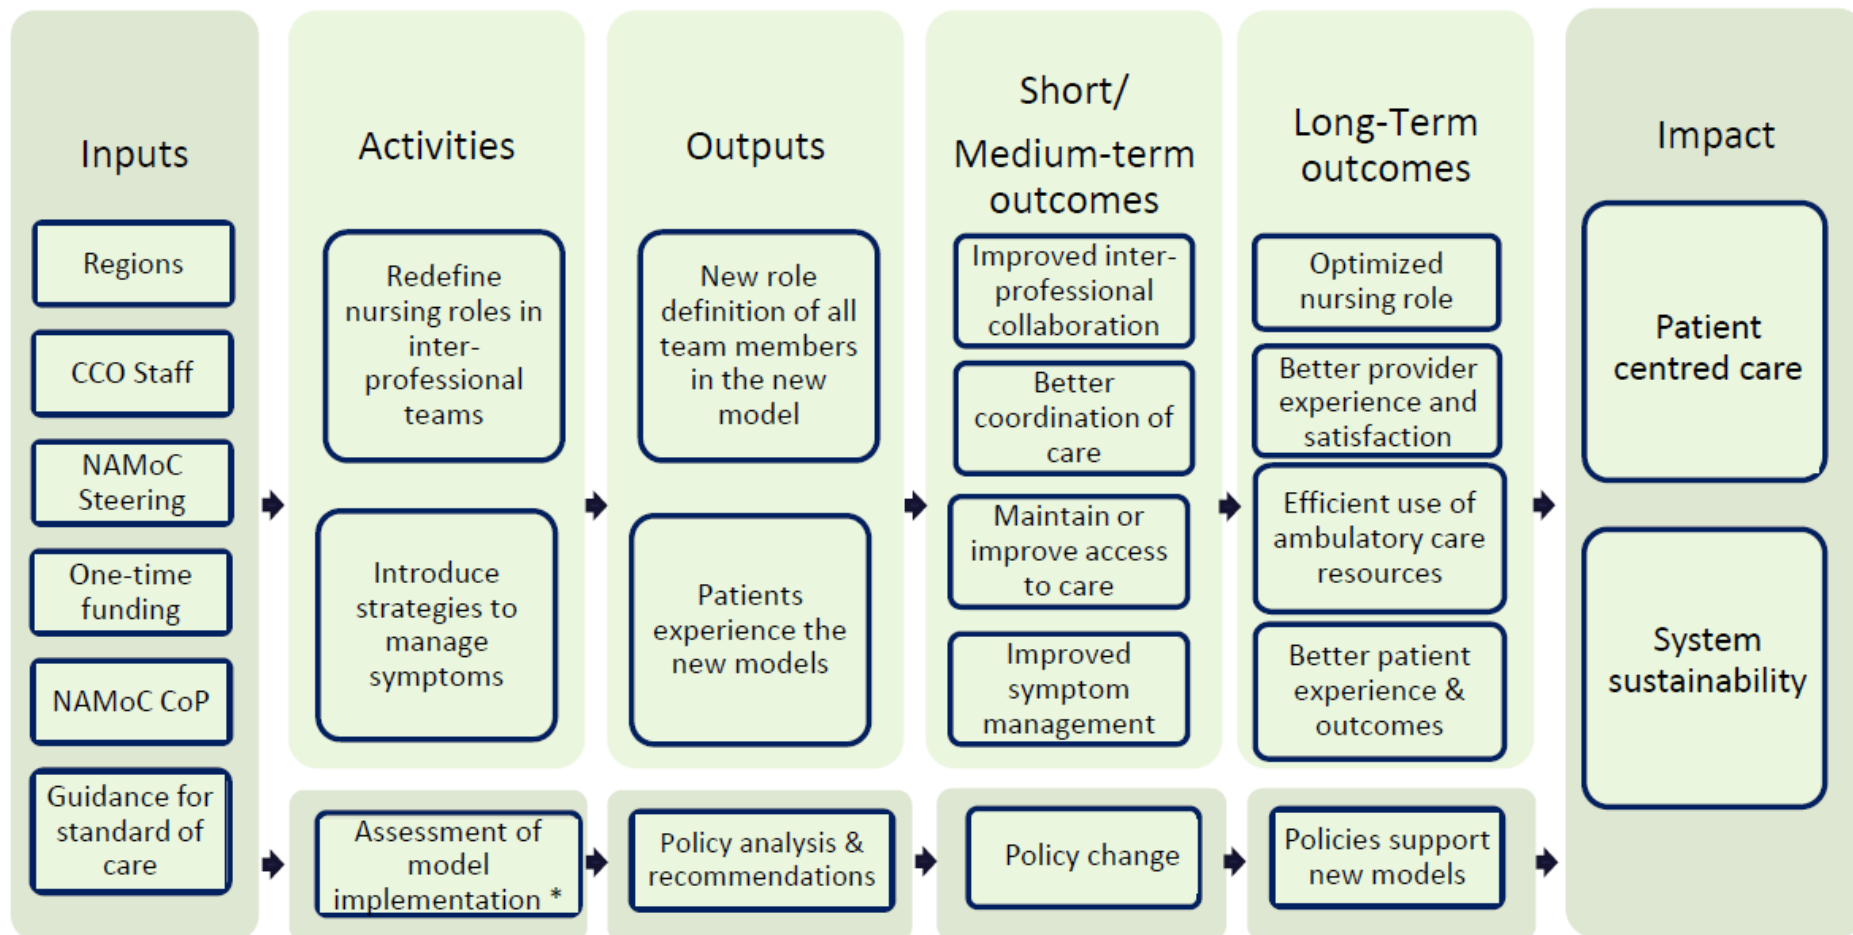 Inputs
Regions
CCO Staff
NAMoC
Steering
One-time
funding
NAMoC CoP
Guidance for
standard of
care
Activities
Redefine
nursing roles in
inter-
professional
teams
Introduce
strategies to
manage
symptoms
Assessment of
model
implementation *
Outputs
New role
definition of all
team members
in the new
model
Patients
experience the
new models
Policy analysis &
recommendations
Short/
Medium-term
outcomes
Improved inter-
professional
collaboration
Better
coordination of
care
Maintain or
improve access
to care
Improved
symptom
management
Policy change
Long-Term
outcomes
Optimized
nursing role
Better provider
experience and
satisfaction
Efficient use of
ambulatory care
resources
Better patient
experience &
outcomes
Policies support
new models
Impact
Patient
centred care
System
sustainability